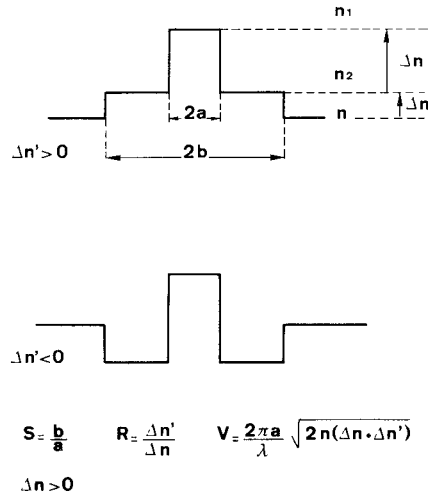 n₁
Δn
n₂
2a
n
Δn
Δn'>0
2b
Δn'<0
S = b/a R = Δn'/Δn V = 2πa/λ √2n(Δn+Δn')
Δn>0